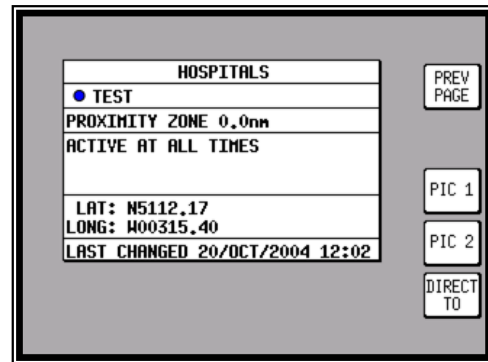 HOSPITALS
TEST
PROXIMITY ZONE 0.0nm
ACTIVE AT ALL TIMES
LAT: N5112.17
LONG: W00315.40
LAST CHANGED 20/OCT/2004 12:02
PREV
PAGE
PIC 1
PIC 2
DIRECT
TO